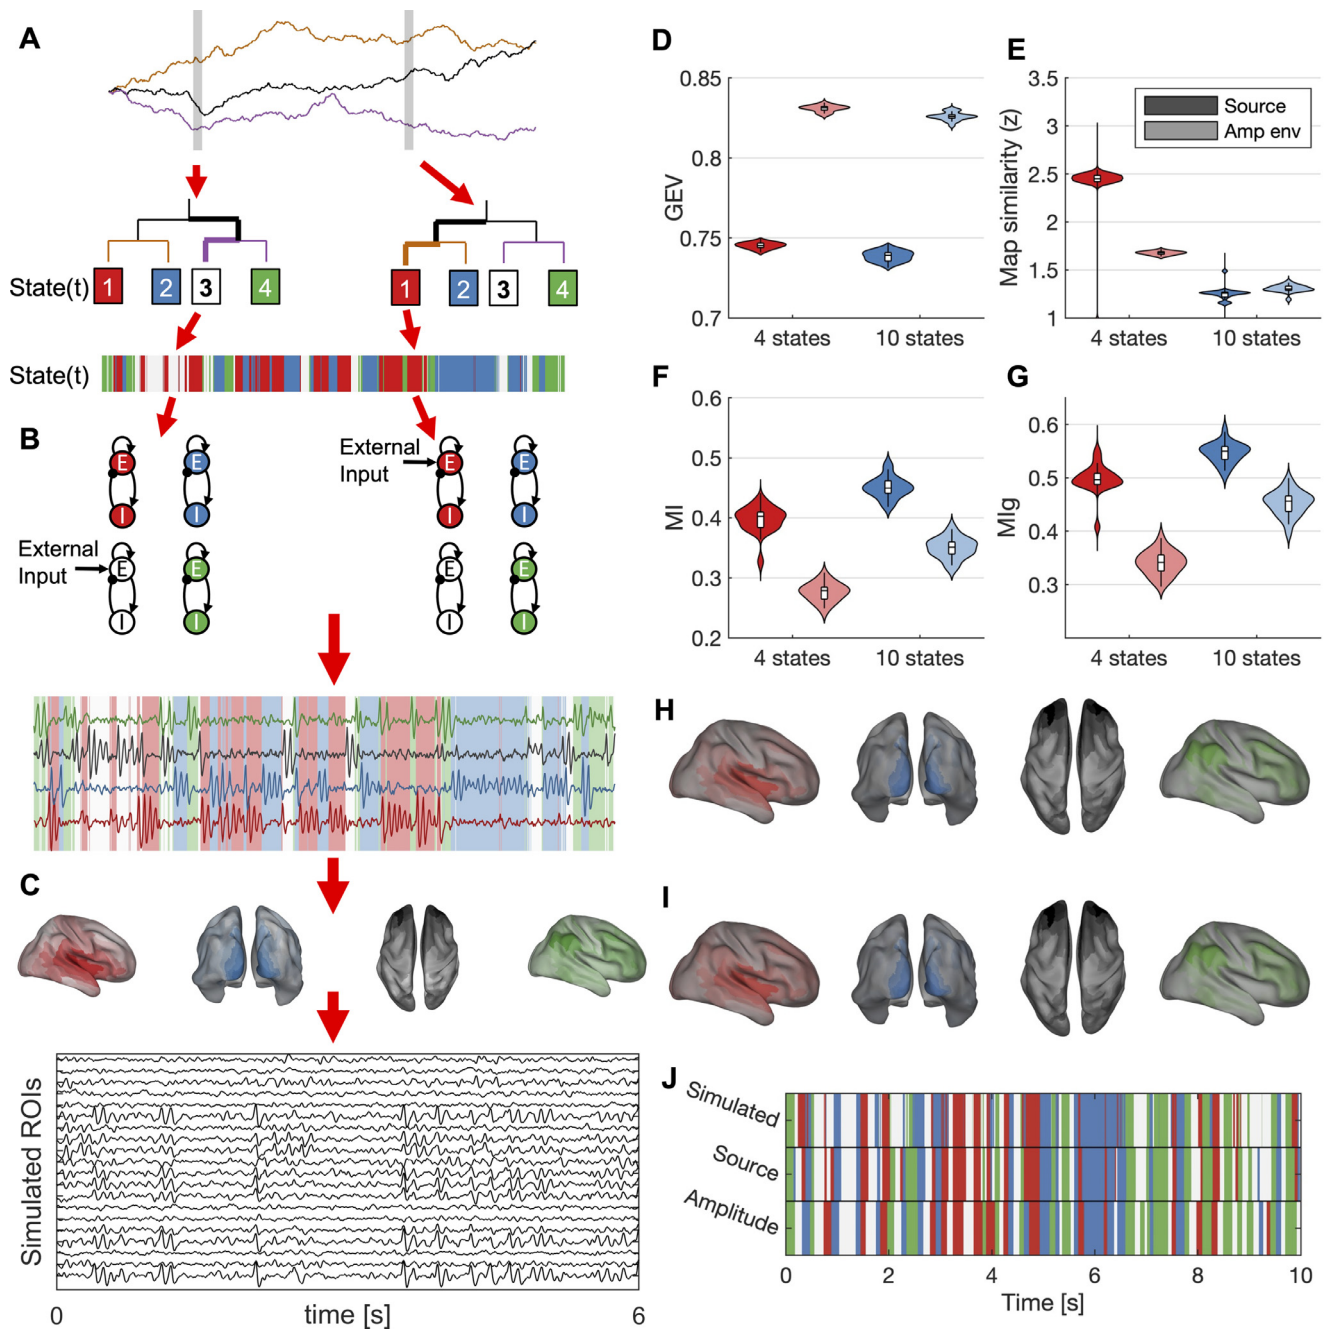 A
State(t)
1 2 3 4
1 2 3 4
State(t)
B
E E
I I
External
Input
E E
I I
External
Input
E E
I I
E E
I I
C
Simulated ROIs
0 6
time [s]
D
0.85
0.8
0.75
0.7
GEV
4 states 10 states
E
3.5
3
2.5
2
1.5
1
Map similarity (z)
Source
Amp env
4 states 10 states
F
0.6
0.5
0.4
0.3
0.2
MI
4 states 10 states
G
0.6
0.5
0.4
0.3
MIg
4 states 10 states
H
I
J
Simulated
Source
Amplitude
0 2 4 6 8 10
Time [s]